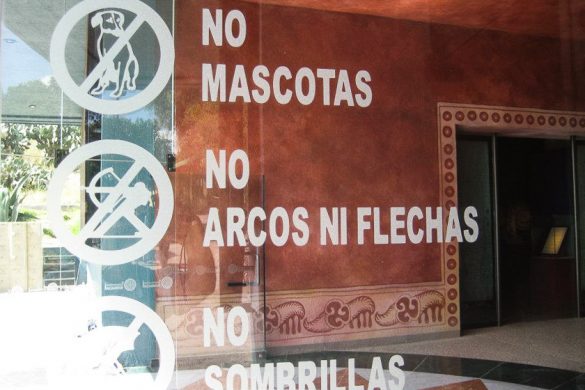 NO
MASCOTAS
NO
ARCOS NI FLECHAS
NO
SOMBRILLAS